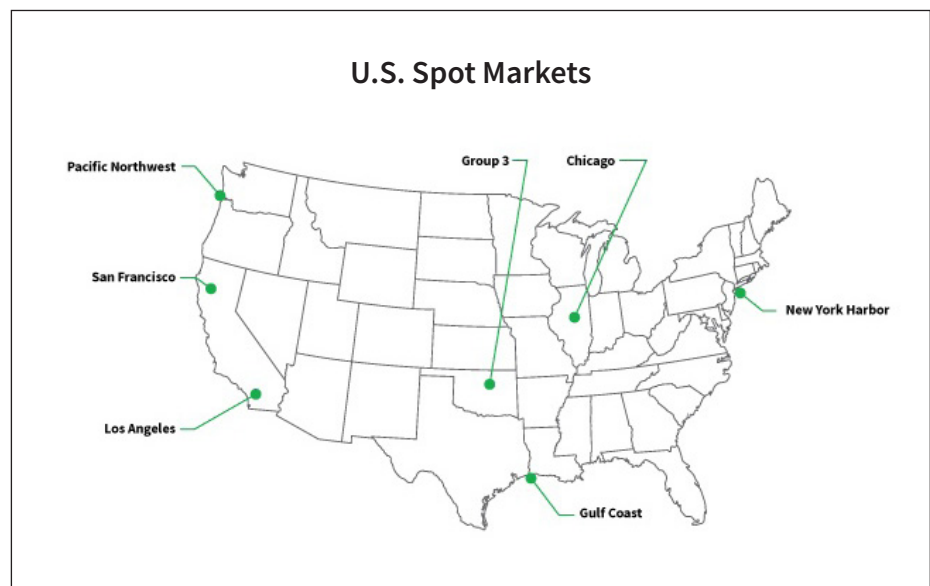 U.S. Spot Markets
Pacific Northwest
Group 3
Chicago
San Francisco
New York Harbor
Los Angeles
Gulf Coast